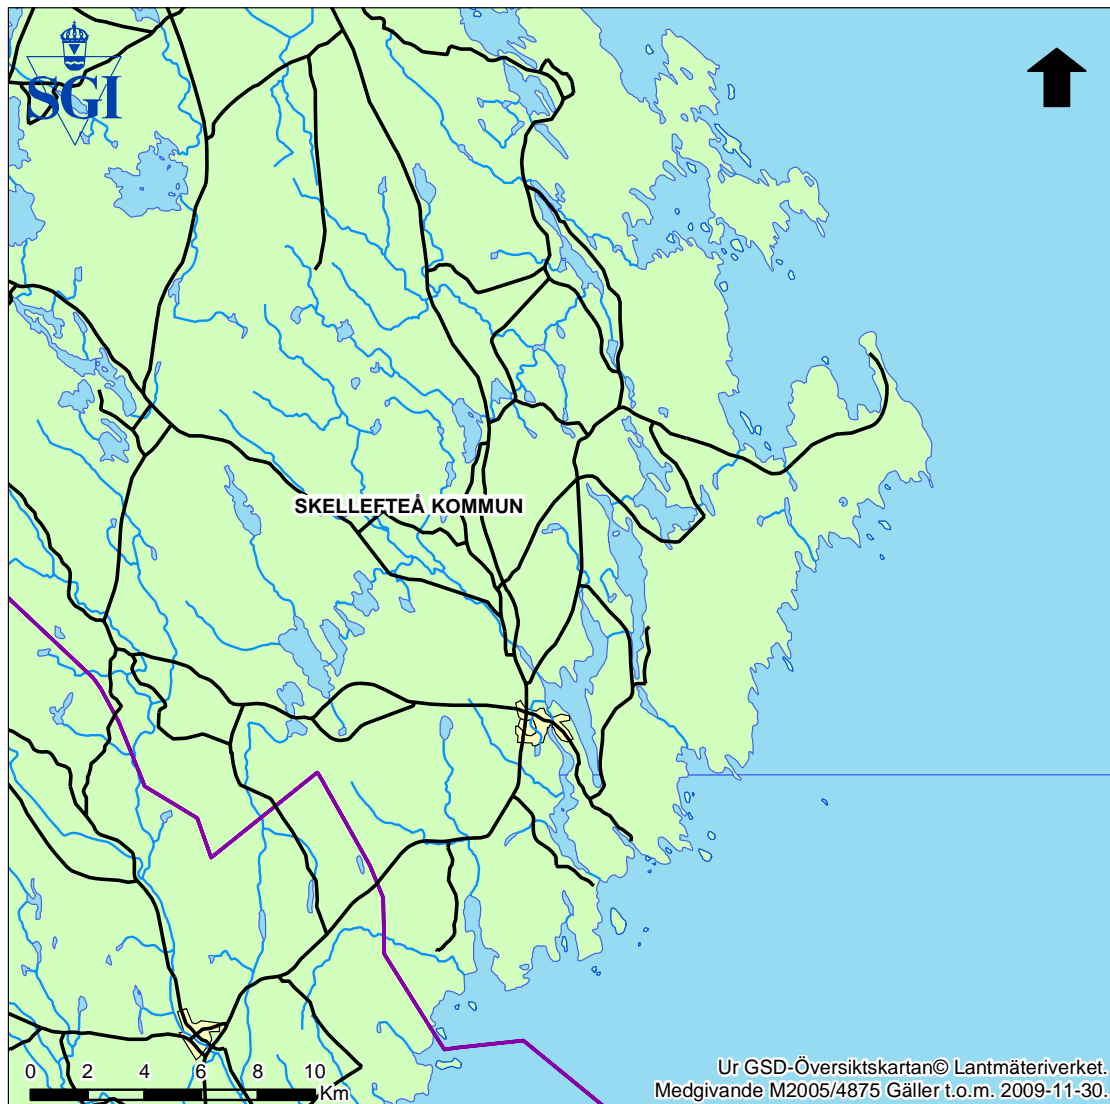 SGI
SKELLEFTEÅ KOMMUN
0 2 4 6 8 10
Km
Ur GSD-Översiktskartan© Lantmäteriverket.
Medgivande M2005/4875 Gäller t.o.m. 2009-11-30.